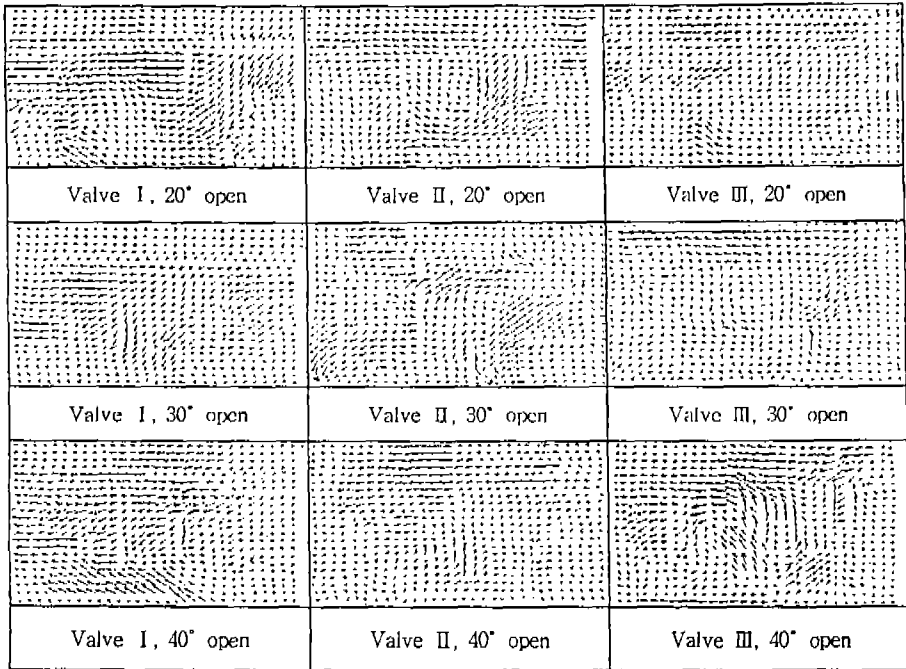 Valve Ⅰ, 20° open
Valve Ⅱ, 20° open
Valve Ⅲ, 20° open
Valve Ⅰ, 30° open
Valve Ⅱ, 30° open
Valve Ⅲ, 30° open
Valve Ⅰ, 40° open
Valve Ⅱ, 40° open
Valve Ⅲ, 40° open